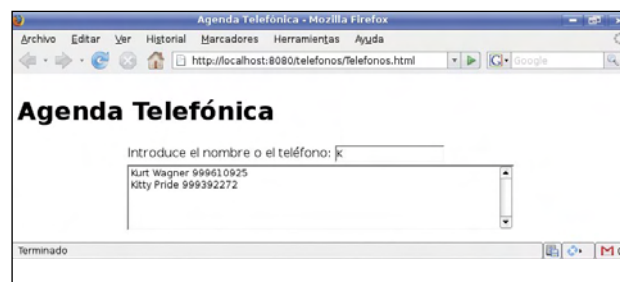 Agenda Telefónica - Mozilla Firefox
Archivo Editar Ver Historial Marcadores Herramientas Ayuda
http://localhost:8080/telefonos/Telefonos.html G Google
Agenda Telefónica
Introduce el nombre o el teléfono: K
Kurt Wagner 999610925
Kitty Pride 999392272
Terminado